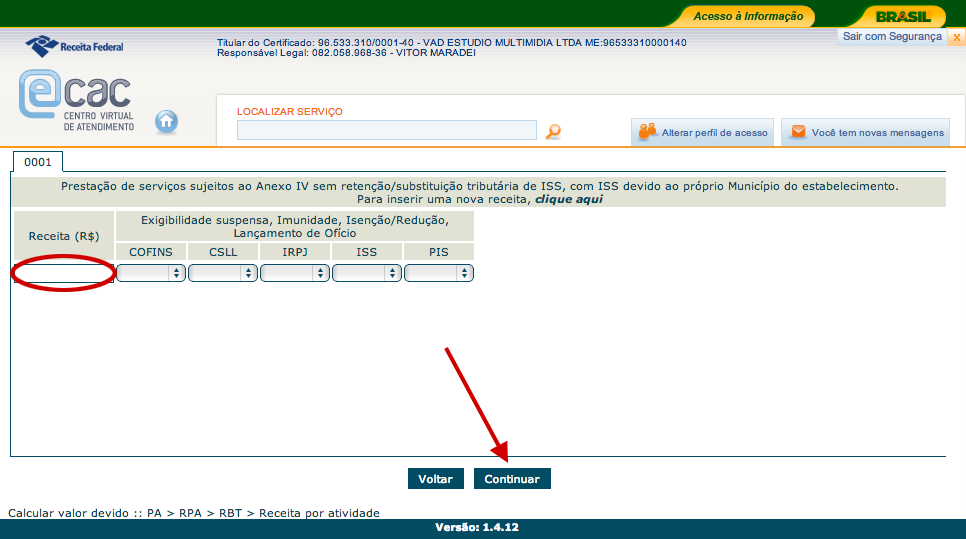 Acesso à Informação
BRASIL
Receita Federal
Titular do Certificado: 96.533.310/0001-40 - VAD ESTUDIO MULTIMIDIA LTDA ME:96533310000140
Responsável Legal: 082.058.968-36 - VITOR MARADEI
Sair com Segurança x
ecac
CENTRO VIRTUAL
DE ATENDIMENTO
LOCALIZAR SERVIÇO
Alterar perfil de acesso
Você tem novas mensagens
0001
Prestação de serviços sujeitos ao Anexo IV sem retenção/substituição tributária de ISS, com ISS devido ao próprio Município do estabelecimento.
Para inserir uma nova receita, clique aqui
Receita (R$)
Exigibilidade suspensa, Imunidade, Isenção/Redução,
Lançamento de Ofício
COFINS CSLL IRPJ ISS PIS
Voltar Continuar
Calcular valor devido :: PA > RPA > RBT > Receita por atividade
Versão: 1.4.12